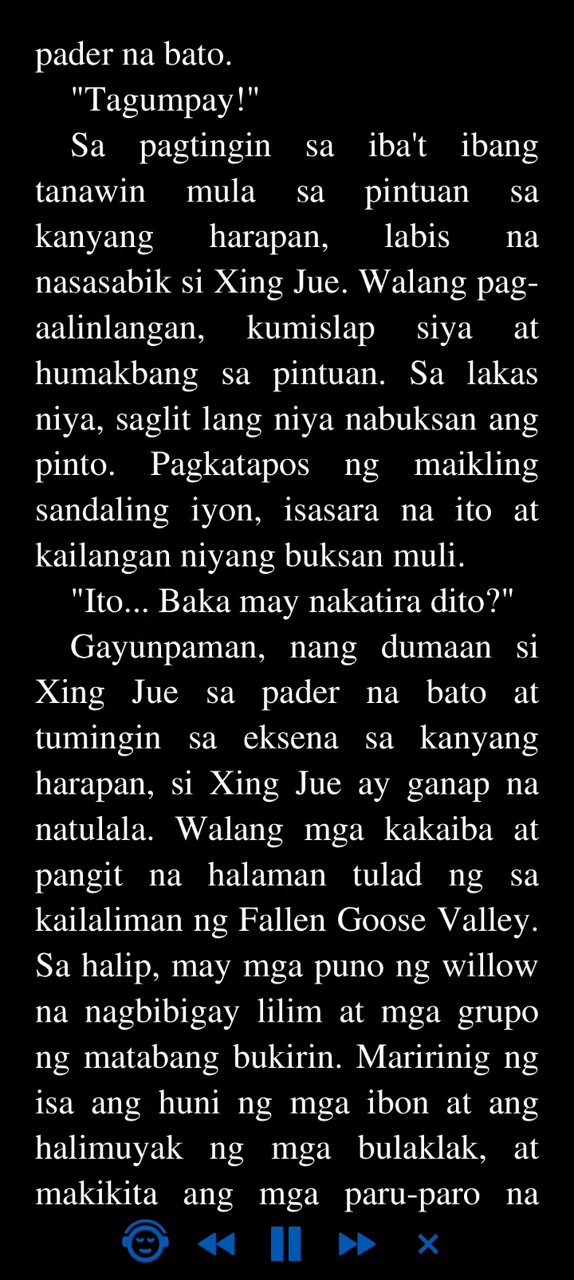 pader na bato.
"Tagumpay!"
Sa pagtingin sa iba't ibang
tanawin mula sa pintuan sa
kanyang harapan, labis na
nasasabik si Xing Jue. Walang pag-
aalinlangan, kumislap siya at
humakbang sa pintuan. Sa lakas
niya, saglit lang niya nabuksan ang
pinto. Pagkatapos ng maikling
sandaling iyon, isasara na ito at
kailangan niyang buksan muli.
"Ito... Baka may nakatira dito?"
Gayunpaman, nang dumaan si
Xing Jue sa pader na bato at
tumingin sa eksena sa kanyang
harapan, si Xing Jue ay ganap na
natulala. Walang mga kakaiba at
pangit na halaman tulad ng sa
kailaliman ng Fallen Goose Valley.
Sa halip, may mga puno ng willow
na nagbibigay lilim at mga grupo
ng matabang bukirin. Maririnig ng
isa ang huni ng mga ibon at ang
halimuyak ng mga bulaklak, at
makikita ang mga paru-paro na